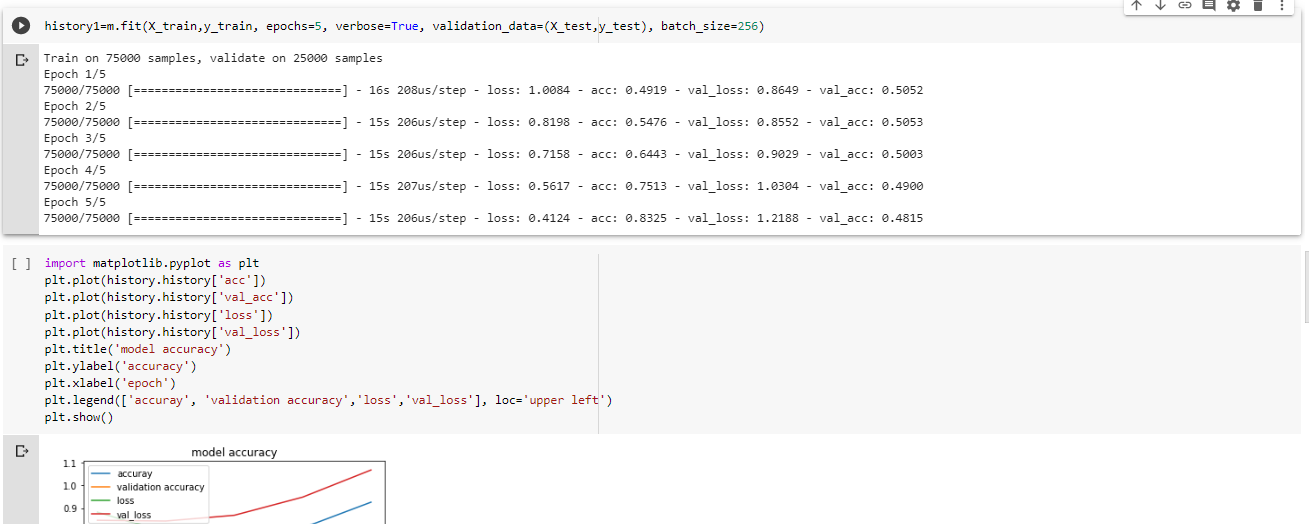 history1=m.fit(X_train,y_train, epochs=5, verbose=True, validation_data=(X_test,y_test), batch_size=256)
Train on 75000 samples, validate on 25000 samples
Epoch 1/5
75000/75000 [==============================] - 16s 208us/step - loss: 1.0084 - acc: 0.4919 - val_loss: 0.8649 - val_acc: 0.5052
Epoch 2/5
75000/75000 [==============================] - 15s 206us/step - loss: 0.8198 - acc: 0.5476 - val_loss: 0.8552 - val_acc: 0.5053
Epoch 3/5
75000/75000 [==============================] - 15s 206us/step - loss: 0.7158 - acc: 0.6443 - val_loss: 0.9029 - val_acc: 0.5003
Epoch 4/5
75000/75000 [==============================] - 15s 207us/step - loss: 0.5617 - acc: 0.7513 - val_loss: 1.0304 - val_acc: 0.4900
Epoch 5/5
75000/75000 [==============================] - 15s 206us/step - loss: 0.4124 - acc: 0.8325 - val_loss: 1.2188 - val_acc: 0.4815
[ ] import matplotlib.pyplot as plt
plt.plot(history.history['acc'])
plt.plot(history.history['val_acc'])
plt.plot(history.history['loss'])
plt.plot(history.history['val_loss'])
plt.title('model accuracy')
plt.ylabel('accuracy')
plt.xlabel('epoch')
plt.legend(['accuray', 'validation accuracy','loss','val_loss'], loc='upper left')
plt.show()
model accuracy
1.1
1.0
0.9
accuray
validation accuracy
loss
val_loss